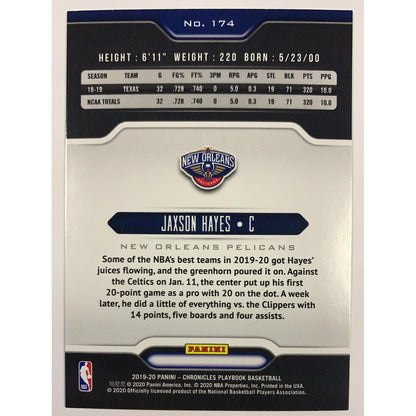 No. 174
HEIGHT : 6'11" WEIGHT : 220 BORN : 5/23/00
SEASON TEAM G FG% FT% 3PM RPG APG STL BLK PTS PPG
18-19 TEXAS 32 .728 .740 0 5.0 0.3 19 71 320 10.0
NCAA TOTALS 32 .728 .740 0 5.0 0.3 19 71 320 10.0
NEW ORLEANS
PELICANS
JAXSON HAYES • C
NEW ORLEANS PELICANS
Some of the NBA's best teams in 2019-20 got Hayes'
juices flowing, and the greenhorn poured it on. Against
the Celtics on Jan. 11, the center put up his first
20-point game as a pro with 20 on the dot. A week
later, he did a little of everything vs. the Clippers with
14 points, five boards and four assists.
PANINI
2019-20 PANINI – CHRONICLES PLAYBOOK BASKETBALL
© 2020 Panini America, Inc. © 2020 NBA Properties, Inc. Printed in the USA.
© 2020 Officially licensed product of the National Basketball Players Association.
NBA